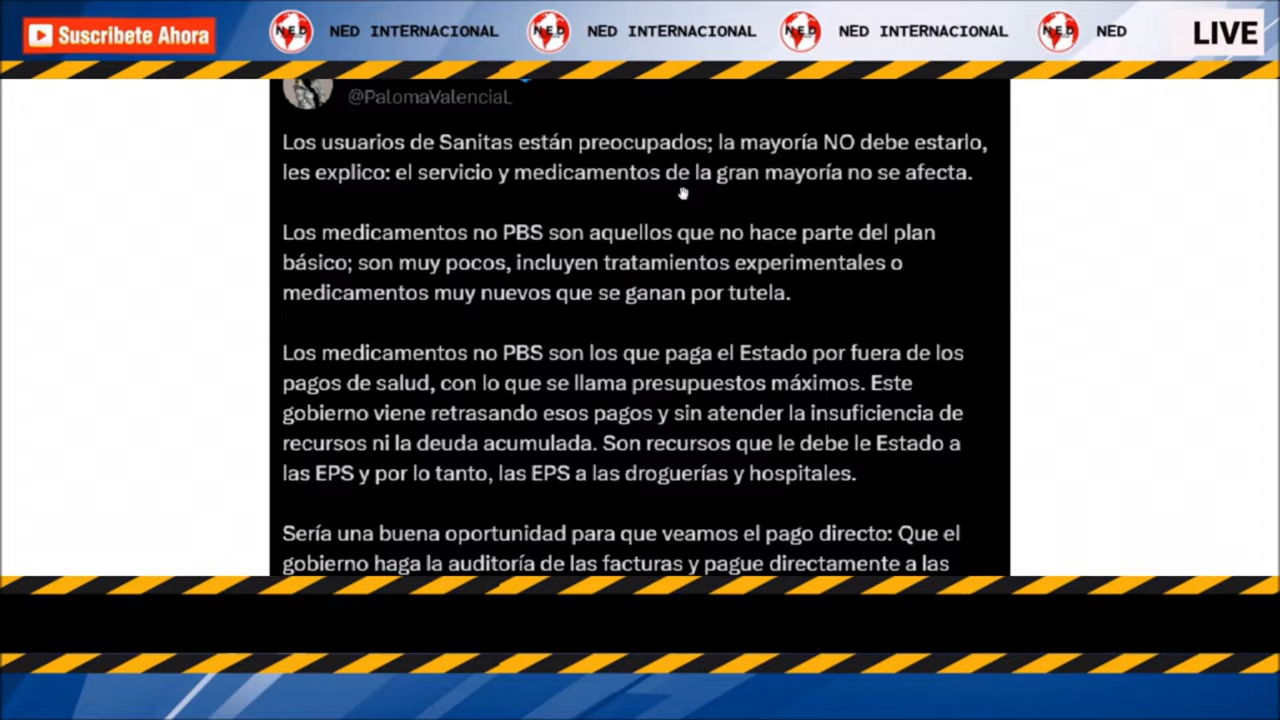 Suscribete Ahora
NED NED INTERNACIONAL NED NED INTERNACIONAL NED NED INTERNACIONAL NED NED
LIVE
@PalomaValenciaL
Los usuarios de Sanitas están preocupados; la mayoría NO debe estarlo,
les explico: el servicio y medicamentos de la gran mayoría no se afecta.
Los medicamentos no PBS son aquellos que no hace parte del plan
básico; son muy pocos, incluyen tratamientos experimentales o
medicamentos muy nuevos que se ganan por tutela.
Los medicamentos no PBS son los que paga el Estado por fuera de los
pagos de salud, con lo que se llama presupuestos máximos. Este
gobierno viene retrasando esos pagos y sin atender la insuficiencia de
recursos ni la deuda acumulada. Son recursos que le debe le Estado a
las EPS y por lo tanto, las EPS a las droguerías y hospitales.
Sería una buena oportunidad para que veamos el pago directo: Que el
gobierno haga la auditoría de las facturas y pague directamente a las